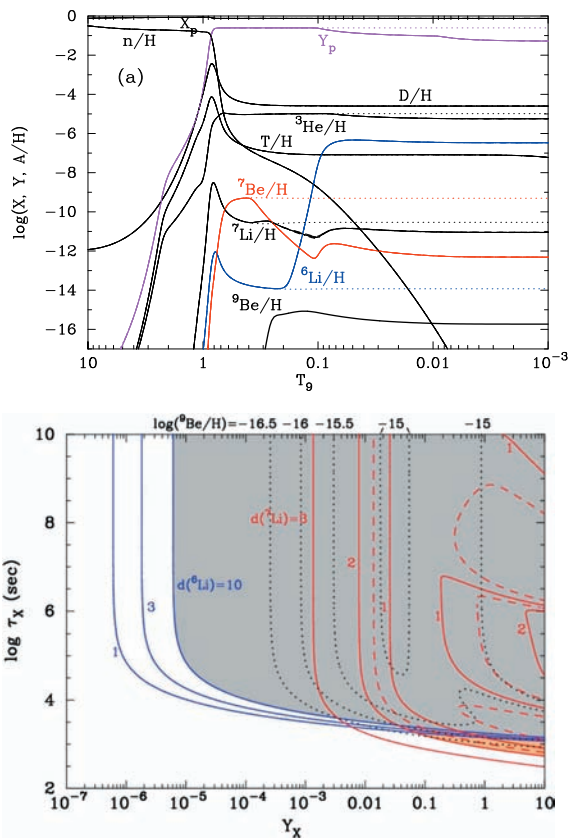 0
X_p
n/H
Y_p
-2
(a)
-4
D/H
³He/H
-6
T/H
-8
⁷Be/H
-10
⁷Li/H
-12
⁶Li/H
-14
⁹Be/H
-16
log(X, Y, A/H)
10 1 0.1 0.01 10⁻³
T₉
log(⁹Be/H)=−16.5 −16 −15.5 −15 −15
10
1
8
d(⁷Li)=3
2
d(⁶Li)=10
1
6
3
1
2
1
4
2
log τ_X (sec)
10⁻⁷ 10⁻⁶ 10⁻⁵ 10⁻⁴ 10⁻³ 0.01 0.1 1 10
Y_X